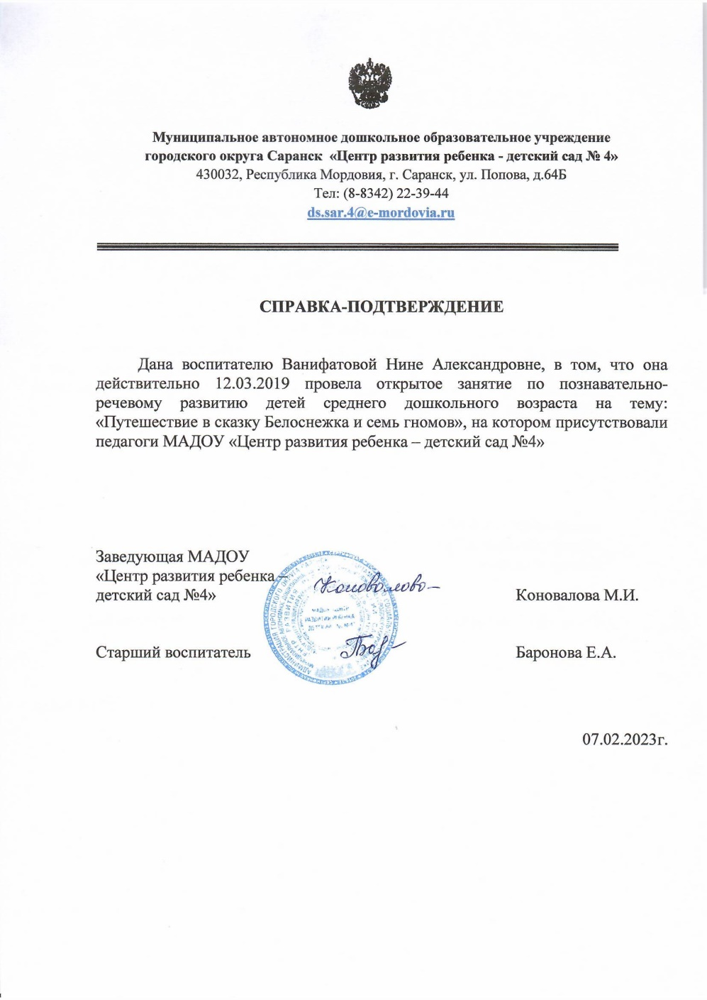 Муниципальное автономное дошкольное образовательное учреждение
городского округа Саранск «Центр развития ребенка - детский сад № 4»
430032, Республика Мордовия, г. Саранск, ул. Попова, д.64Б
Тел: (8-8342) 22-39-44
ds.sar.4@e-mordovia.ru
СПРАВКА-ПОДТВЕРЖДЕНИЕ
Дана воспитателю Ванифатовой Нине Александровне, в том, что она
действительно 12.03.2019 провела открытое занятие по познавательно-
речевому развитию детей среднего дошкольного возраста на тему:
«Путешествие в сказку Белоснежка и семь гномов», на котором присутствовали
педагоги МАДОУ «Центр развития ребенка – детский сад №4»
Заведующая МАДОУ
«Центр развития ребенка –
детский сад №4» Коновалова М.И.
Старший воспитатель Баронова Е.А.
07.02.2023г.